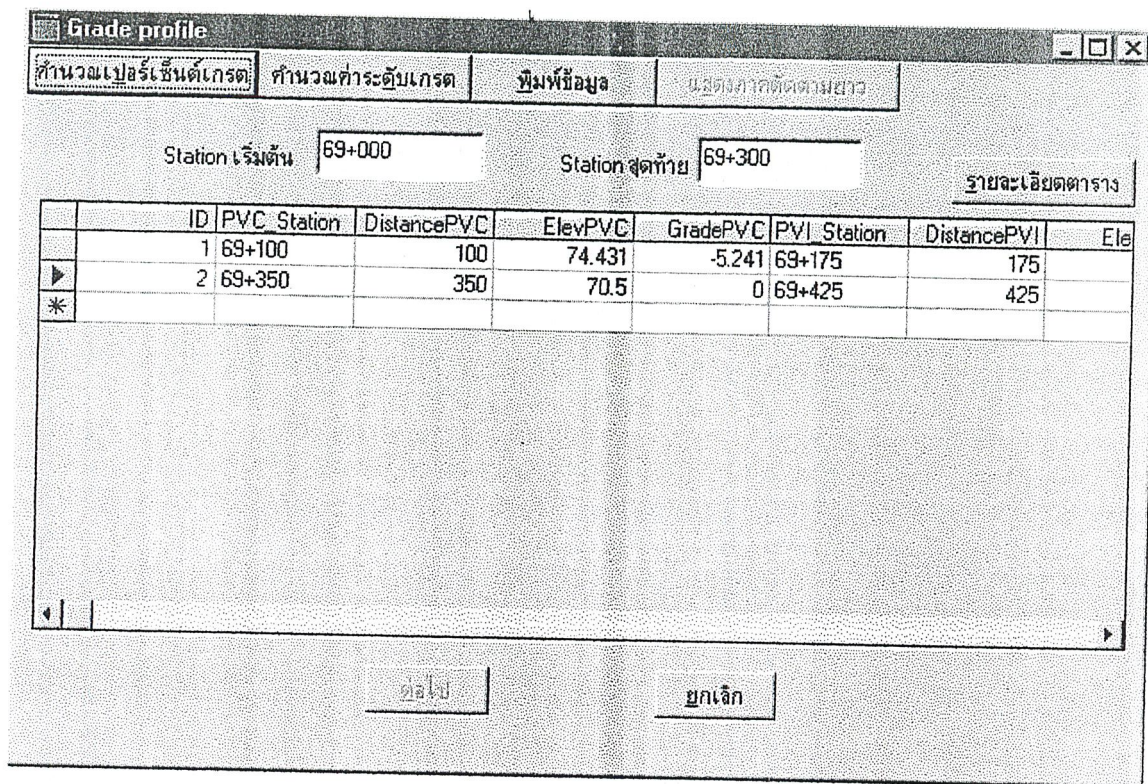 Grade profile
คำนวณเปอร์เซ็นต์เกรด คำนวณค่าระดับเกรด พิมพ์ข้อมูล แสดงภาคตัดตามยาว
Station เริ่มต้น 69+000 Station สุดท้าย 69+300
รายละเอียดตาราง
ID PVC_Station DistancePVC ElevPVC GradePVC PVI_Station DistancePVI Ele
1 69+100 100 74.431 -5.241 69+175 175
2 69+350 350 70.5 0 69+425 425
ต่อไป ยกเลิก